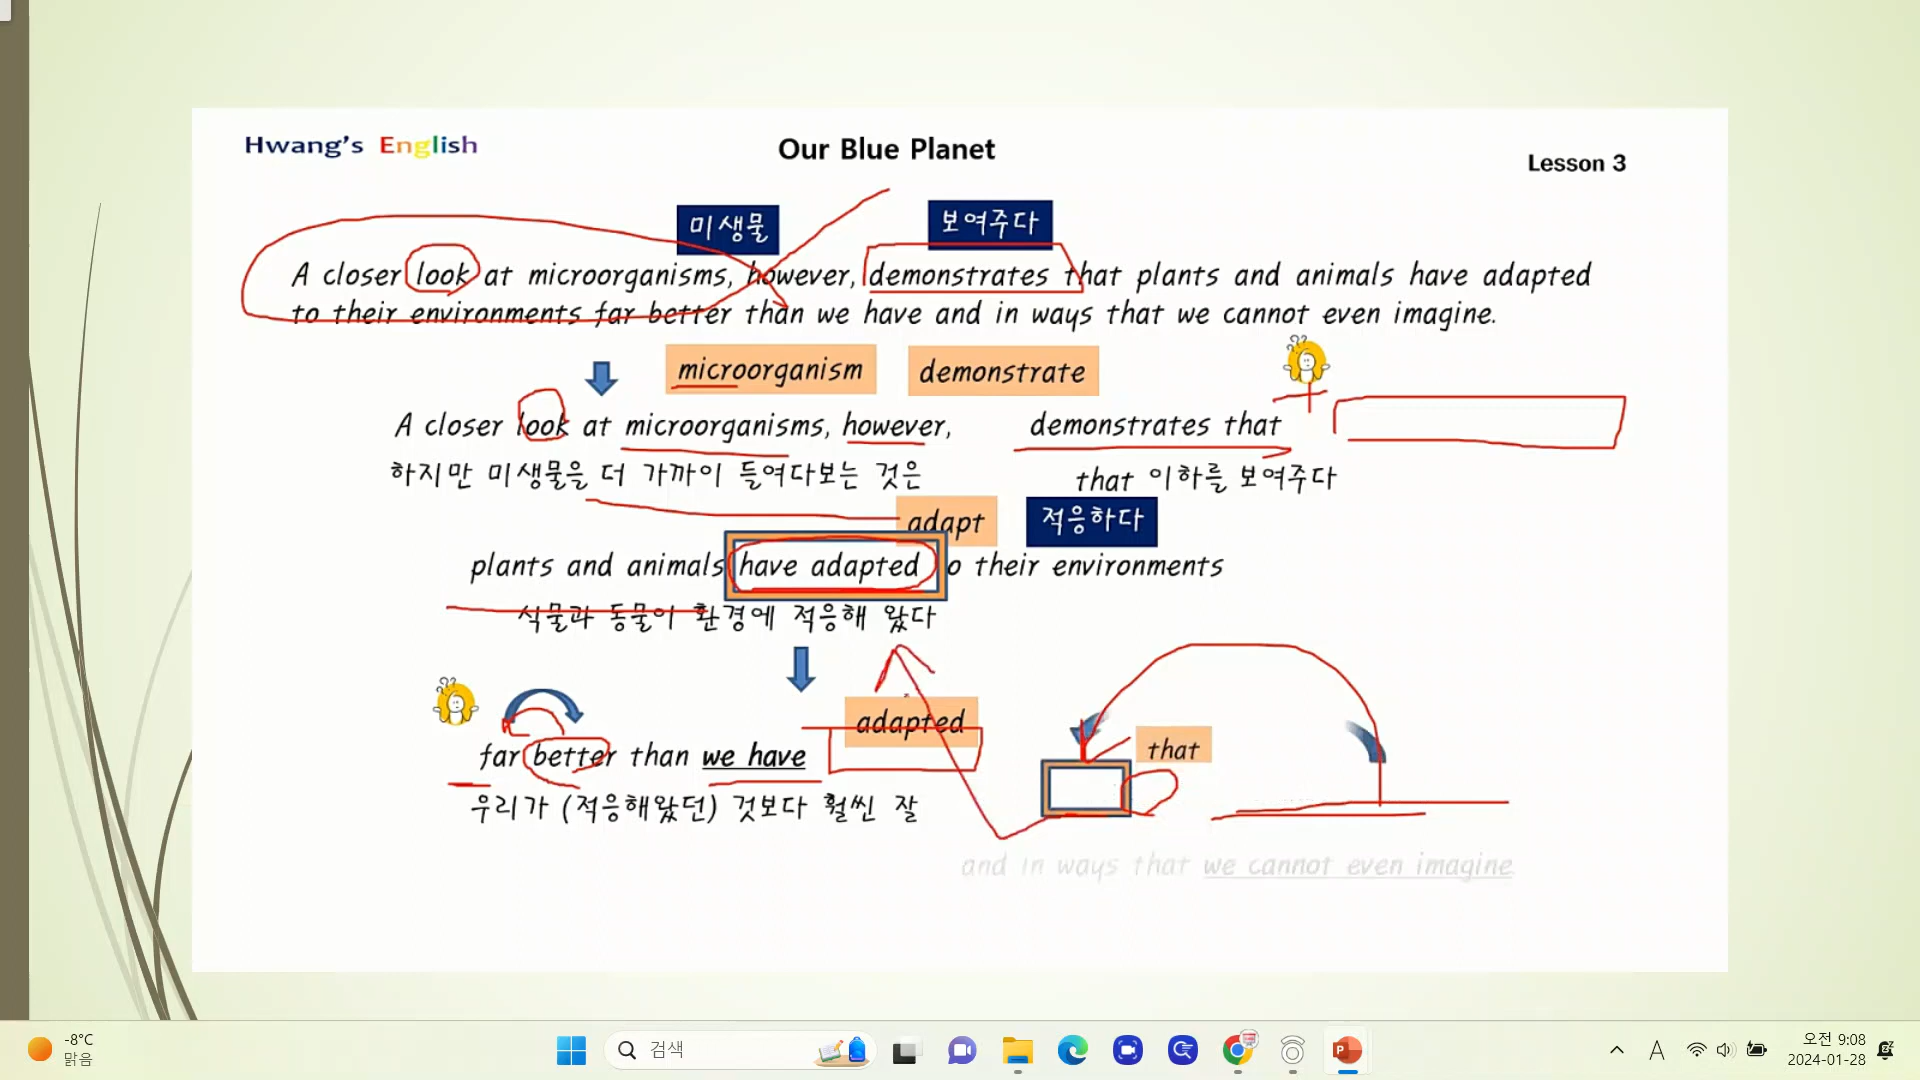 Hwang's English
Our Blue Planet
Lesson 3
미생물
보여주다
A closer look at microorganisms, however, demonstrates that plants and animals have adapted
to their environments far better than we have and in ways that we cannot even imagine.
microorganism
demonstrate
A closer look at microorganisms, however,
demonstrates that
하지만 미생물을 더 가까이 들여다보는 것은
that 이하를 보여주다
adapt
적응하다
plants and animals have adapted o their environments
식물과 동물이 환경에 적응해 왔다
adapted
far better than we have
that
우리가 (적응해왔던) 것보다 훨씬 잘
and in ways that we cannot even imagine
-8°C
맑음
검색
A
오전 9:08
2024-01-28